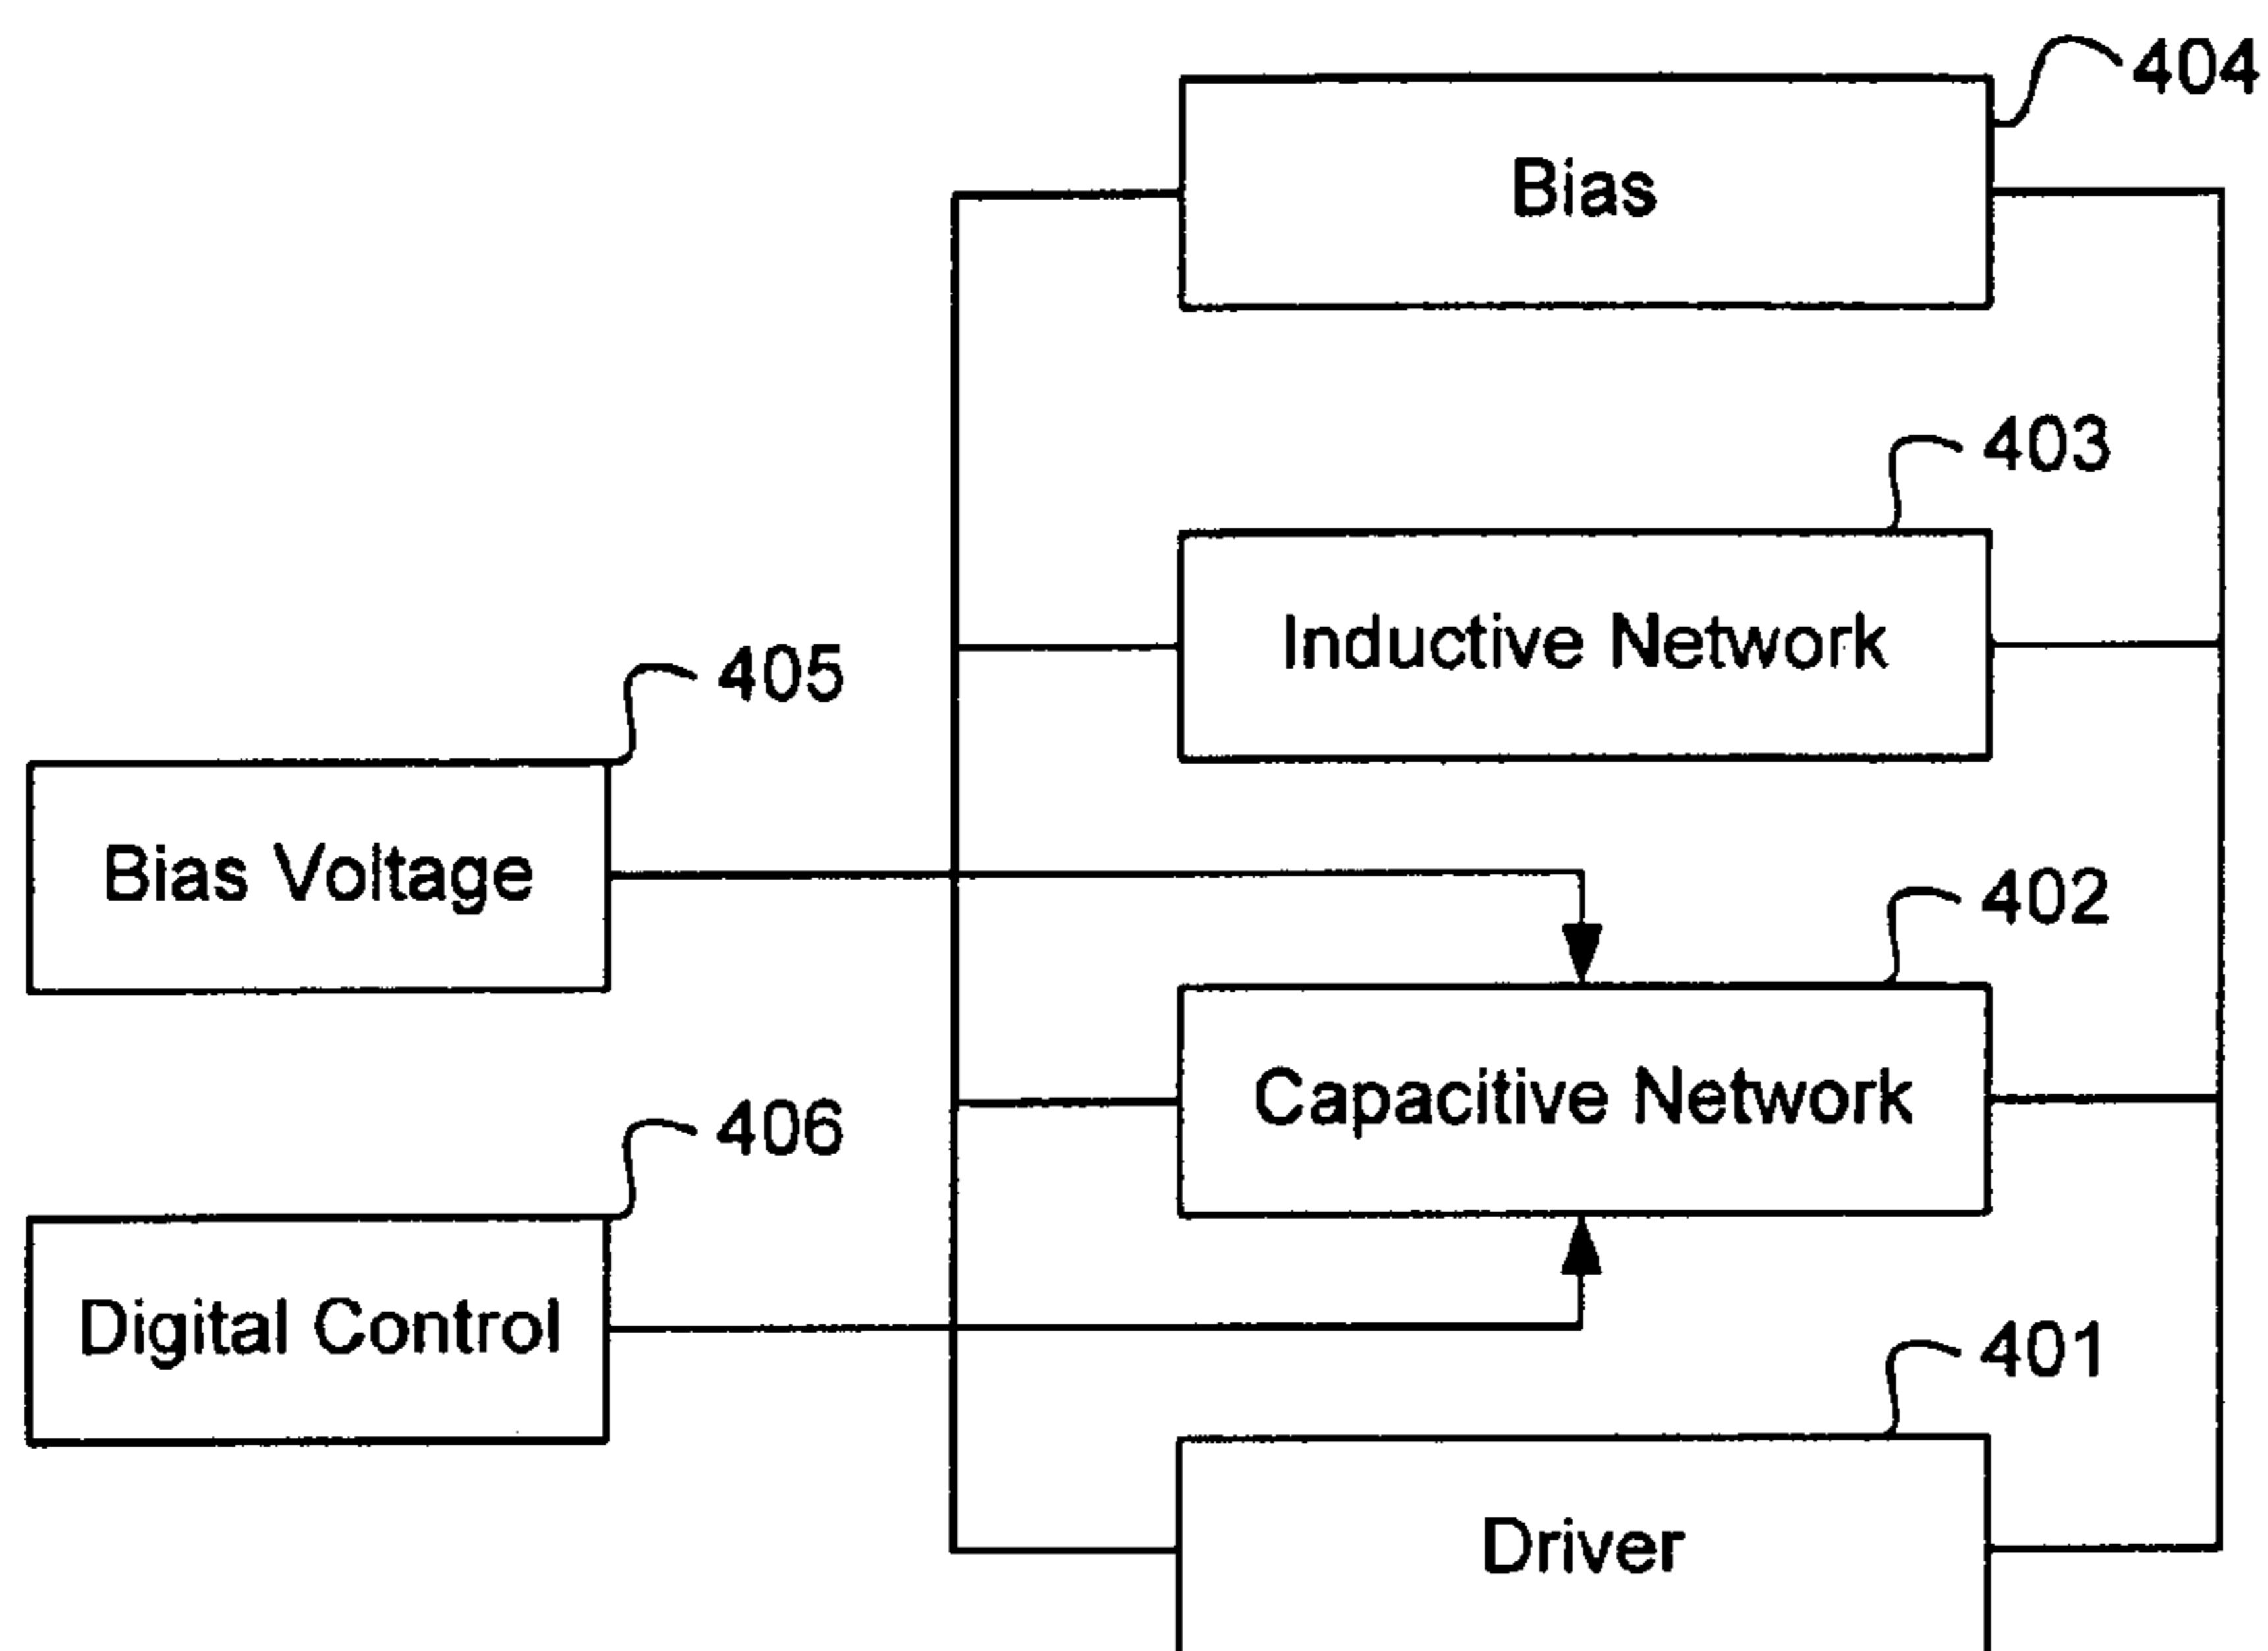 404
Bias
403
Inductive Network
405
Bias Voltage
402
Capacitive Network
406
Digital Control
401
Driver